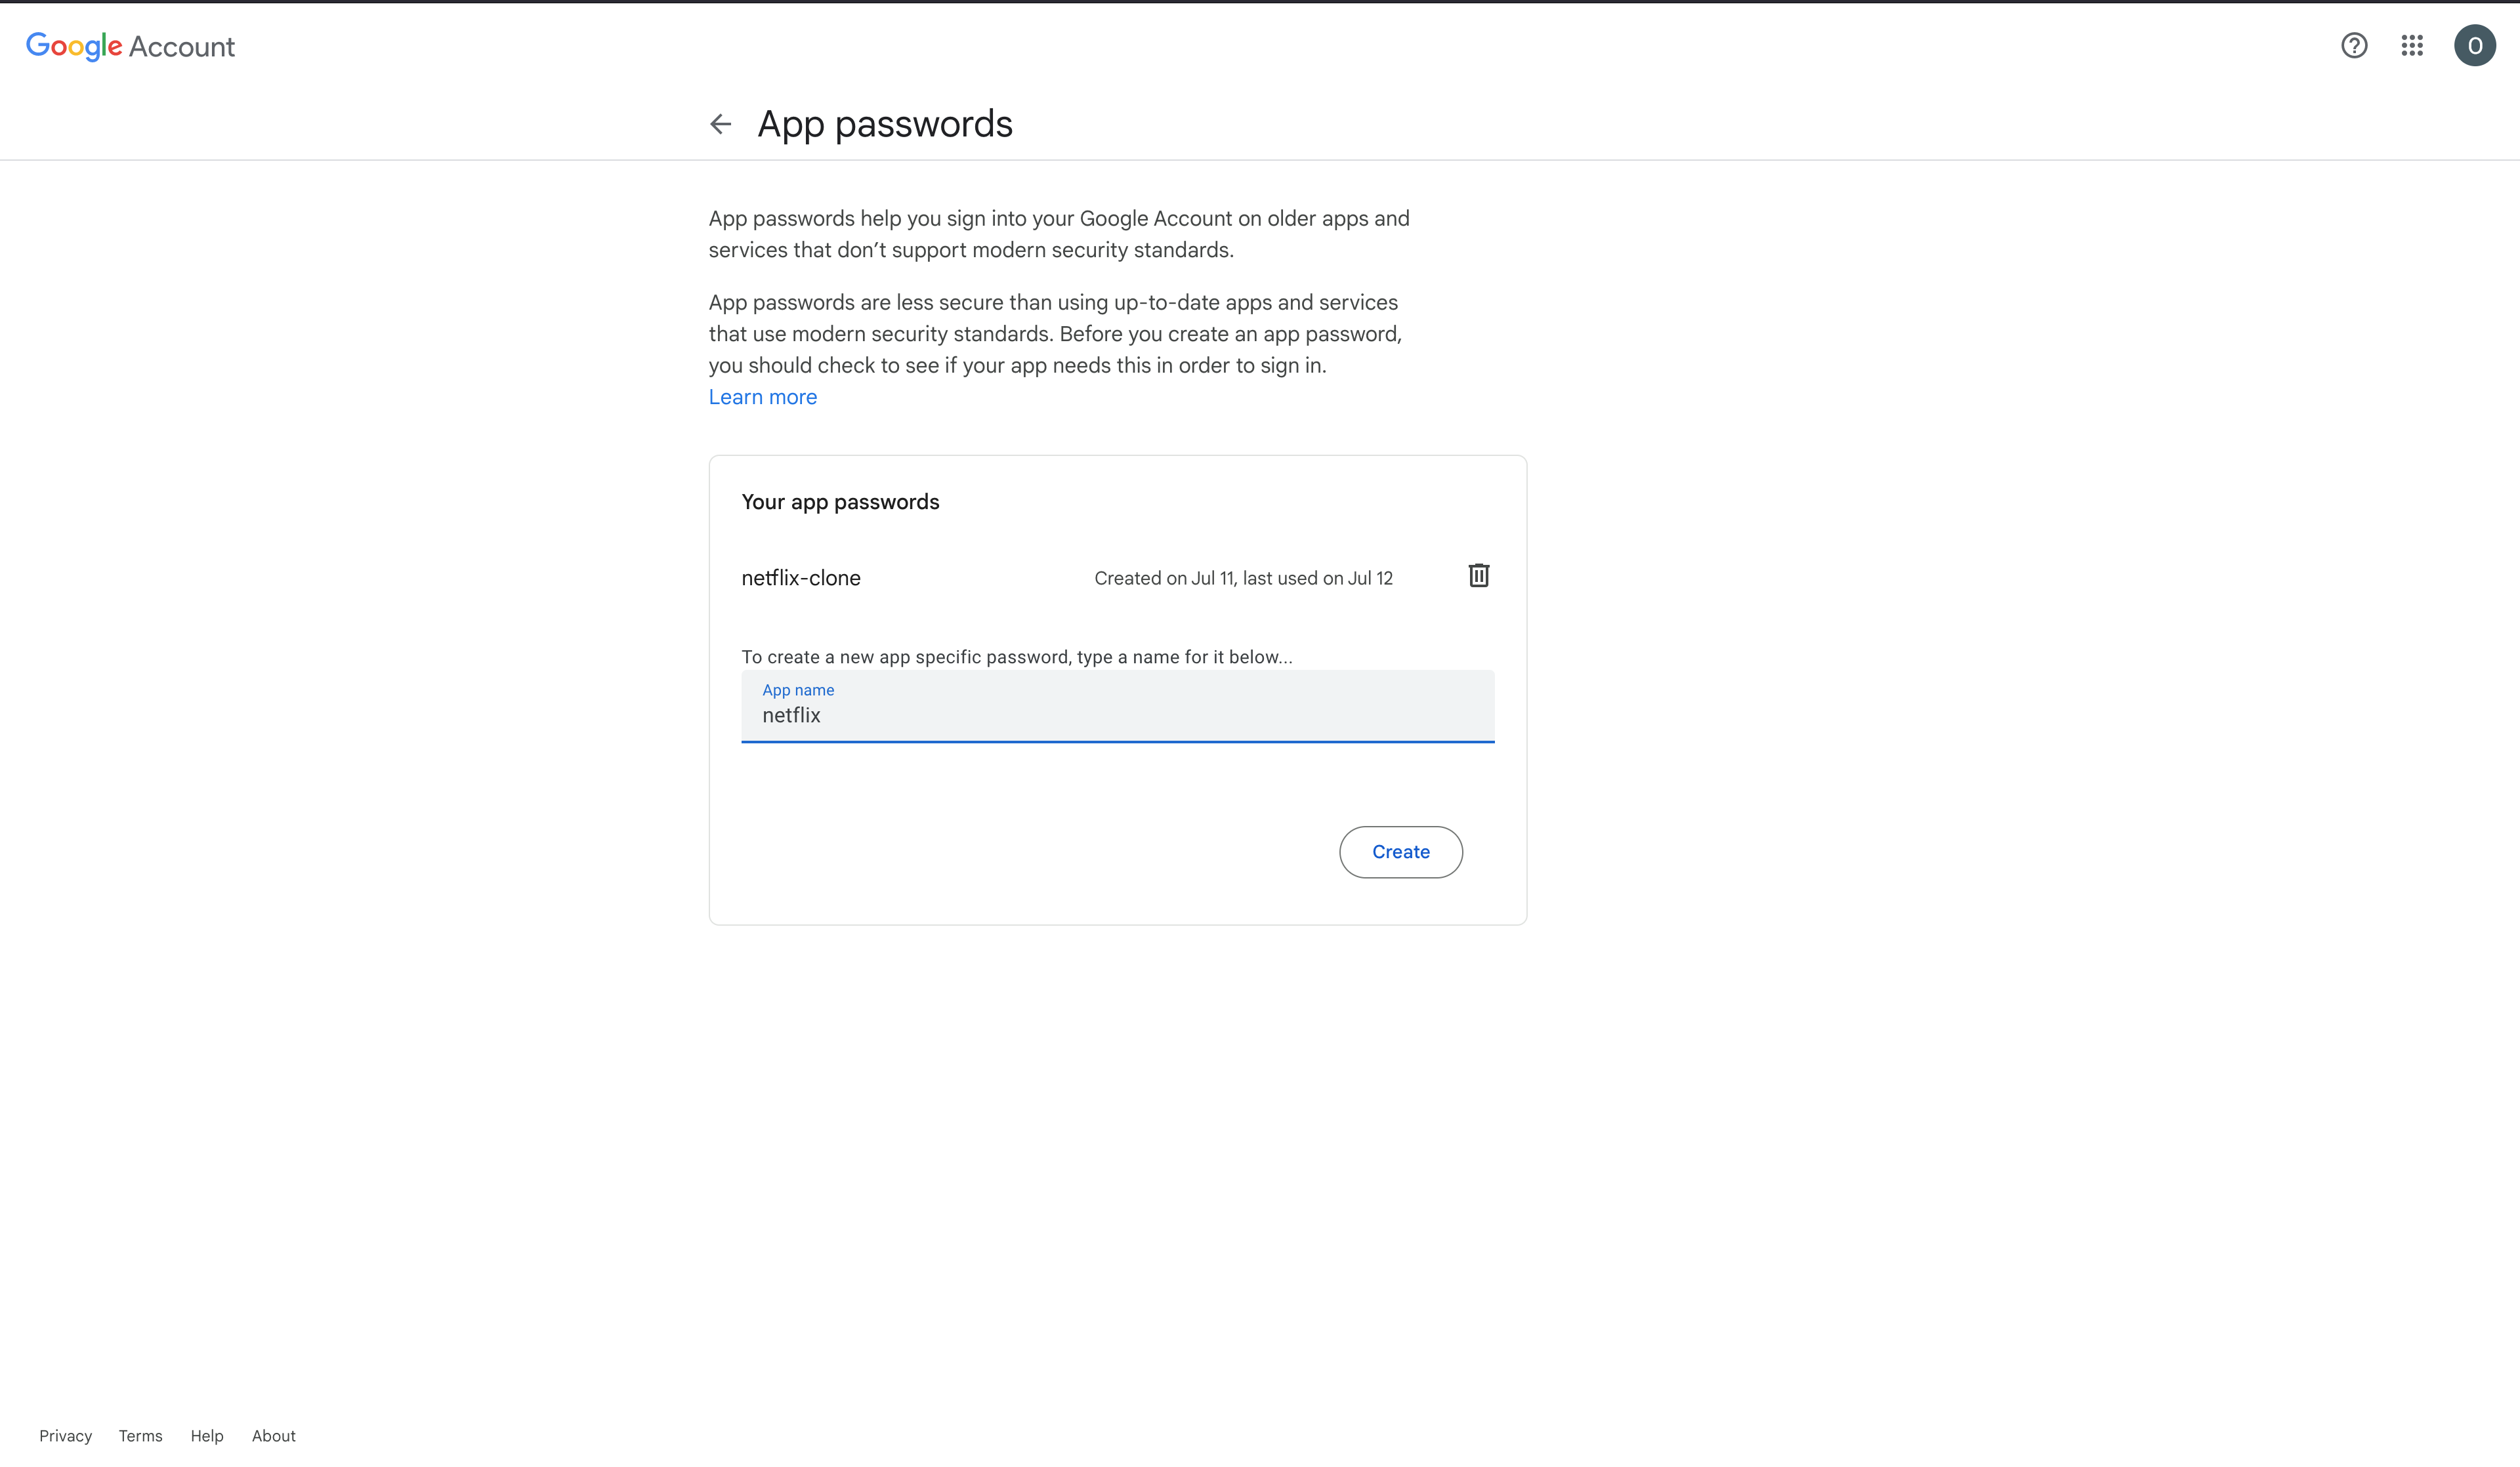 Google Account
O
App passwords
App passwords help you sign into your Google Account on older apps and
services that don’t support modern security standards.
App passwords are less secure than using up-to-date apps and services
that use modern security standards. Before you create an app password,
you should check to see if your app needs this in order to sign in.
Learn more
Your app passwords
netflix-clone Created on Jul 11, last used on Jul 12
To create a new app specific password, type a name for it below...
App name
netflix
Create
Privacy Terms Help About